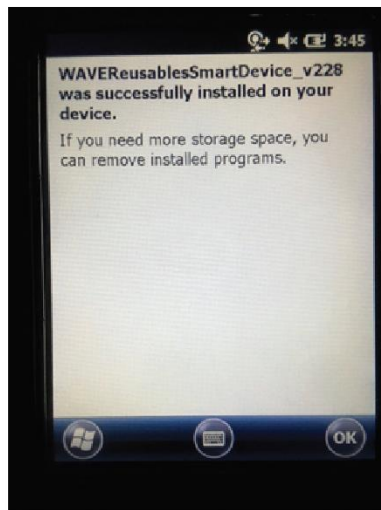 3:45
WAVEReusablesSmartDevice_v228
was successfully installed on your
device.
If you need more storage space, you
can remove installed programs.
OK